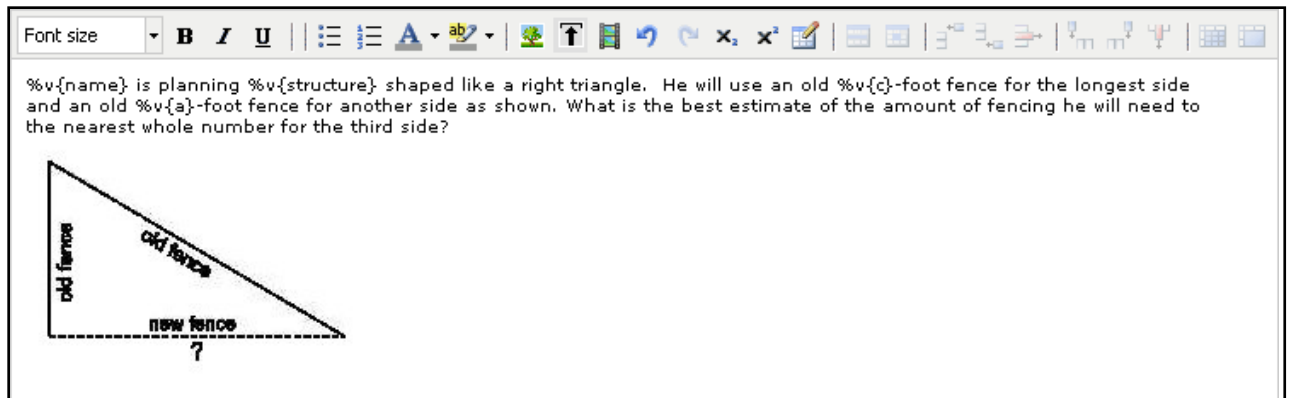 Font size B I U A ab x₂ x²
%v{name} is planning %v{structure} shaped like a right triangle. He will use an old %v{c}-foot fence for the longest side
and an old %v{a}-foot fence for another side as shown. What is the best estimate of the amount of fencing he will need to
the nearest whole number for the third side?
old fence
old fence
new fence
?